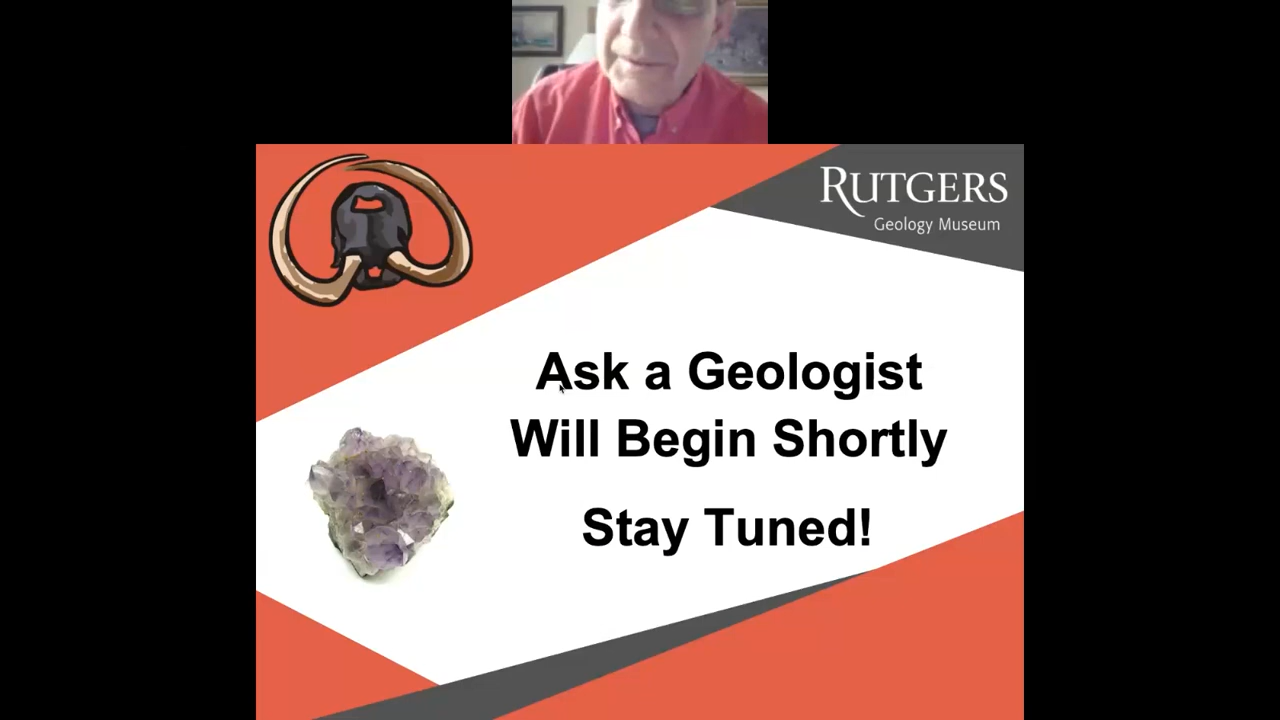 RUTGERS
Geology Museum
Ask a Geologist
Will Begin Shortly
Stay Tuned!